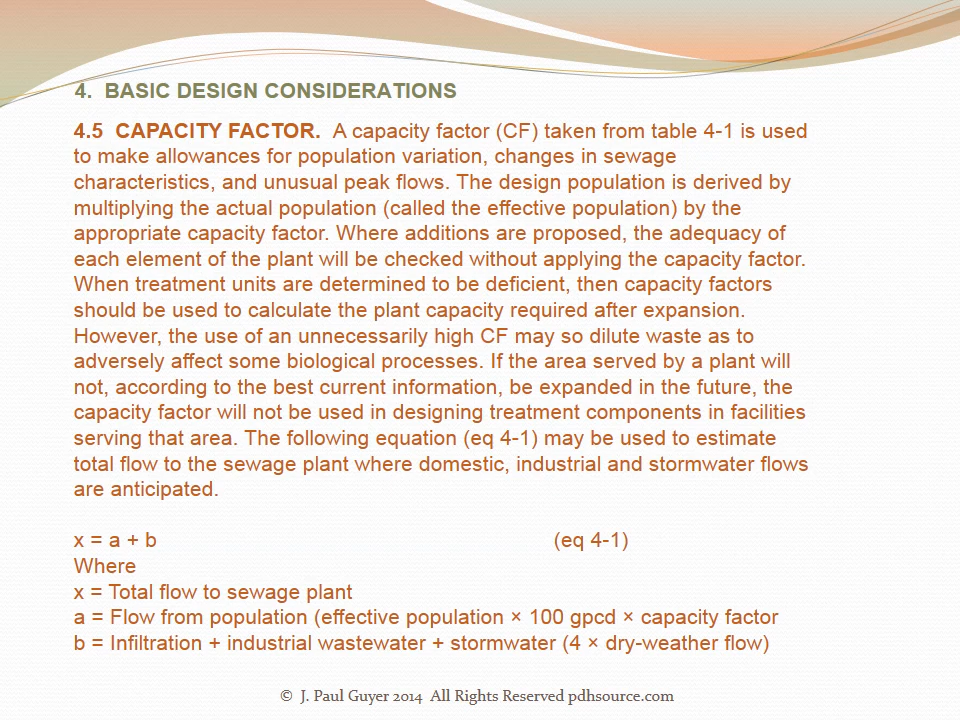 4. BASIC DESIGN CONSIDERATIONS
4.5 CAPACITY FACTOR. A capacity factor (CF) taken from table 4-1 is used
to make allowances for population variation, changes in sewage
characteristics, and unusual peak flows. The design population is derived by
multiplying the actual population (called the effective population) by the
appropriate capacity factor. Where additions are proposed, the adequacy of
each element of the plant will be checked without applying the capacity factor.
When treatment units are determined to be deficient, then capacity factors
should be used to calculate the plant capacity required after expansion.
However, the use of an unnecessarily high CF may so dilute waste as to
adversely affect some biological processes. If the area served by a plant will
not, according to the best current information, be expanded in the future, the
capacity factor will not be used in designing treatment components in facilities
serving that area. The following equation (eq 4-1) may be used to estimate
total flow to the sewage plant where domestic, industrial and stormwater flows
are anticipated.
x = a + b (eq 4-1)
Where
x = Total flow to sewage plant
a = Flow from population (effective population × 100 gpcd × capacity factor
b = Infiltration + industrial wastewater + stormwater (4 × dry-weather flow)
© J. Paul Guyer 2014 All Rights Reserved pdhsource.com